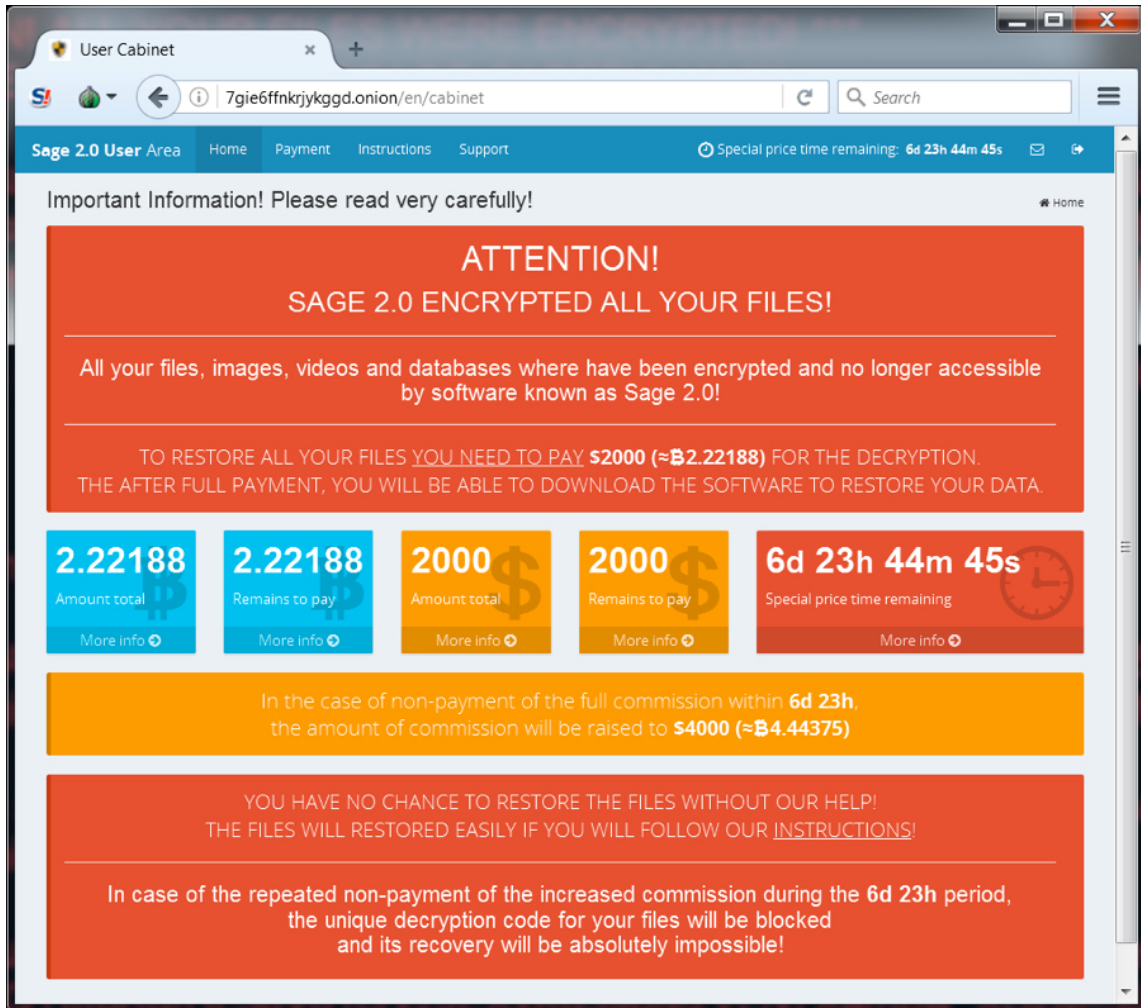 User Cabinet
7gie6ffnkrjykggd.onion/en/cabinet
Search
Sage 2.0 User Area Home Payment Instructions Support Special price time remaining: 6d 23h 44m 45s
Important Information! Please read very carefully!
Home
ATTENTION!
SAGE 2.0 ENCRYPTED ALL YOUR FILES!
All your files, images, videos and databases where have been encrypted and no longer accessible
by software known as Sage 2.0!
TO RESTORE ALL YOUR FILES YOU NEED TO PAY $2000 (≈₿2.22188) FOR THE DECRYPTION.
THE AFTER FULL PAYMENT, YOU WILL BE ABLE TO DOWNLOAD THE SOFTWARE TO RESTORE YOUR DATA.
2.22188
Amount total
More info
2.22188
Remains to pay
More info
2000
Amount total
More info
2000
Remains to pay
More info
6d 23h 44m 45s
Special price time remaining
More info
In the case of non-payment of the full commission within 6d 23h,
the amount of commission will be raised to $4000 (≈₿4.44375)
YOU HAVE NO CHANCE TO RESTORE THE FILES WITHOUT OUR HELP!
THE FILES WILL RESTORED EASILY IF YOU WILL FOLLOW OUR INSTRUCTIONS!
In case of the repeated non-payment of the increased commission during the 6d 23h period,
the unique decryption code for your files will be blocked
and its recovery will be absolutely impossible!